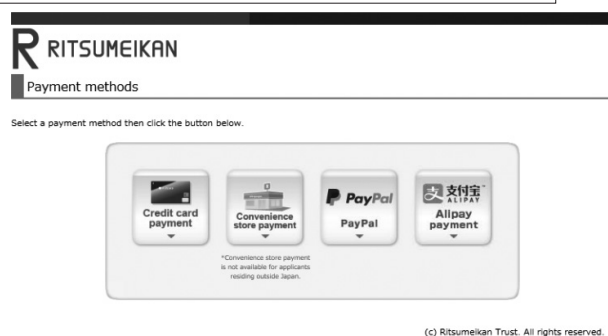 RITSUMEIKAN
Payment methods
Select a payment method then click the button below.
Credit card
payment
Convenience
store payment
*Convenience store payment
is not available for applicants
residing outside Japan.
PayPal
PayPal
支付宝
ALIPAY
Alipay
payment
(c) Ritsumeikan Trust. All rights reserved.